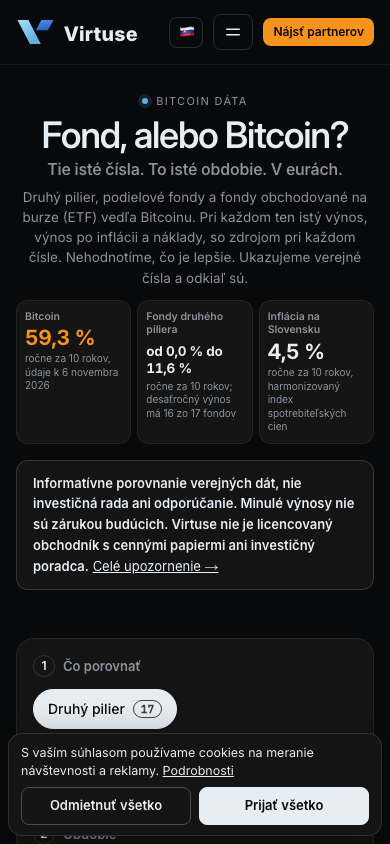 Virtuse
Nájsť partnerov
BITCOIN DÁTA
Fond, alebo Bitcoin?
Tie isté čísla. To isté obdobie. V eurách.
Druhý pilier, podielové fondy a fondy obchodované na
burze (ETF) vedľa Bitcoinu. Pri každom ten istý výnos,
výnos po inflácii a náklady, so zdrojom pri každom
čísle. Nehodnotíme, čo je lepšie. Ukazujeme verejné
čísla a odkiaľ sú.
Bitcoin
59,3 %
ročne za 10 rokov,
údaje k 6 novembra
2026
Fondy druhého
piliera
od 0,0 % do
11,6 %
ročne za 10 rokov;
desaťročný výnos
má 16 zo 17 fondov
Inflácia na
Slovensku
4,5 %
ročne za 10 rokov,
harmonizovaný
index
spotrebiteľských
cien
Informatívne porovnanie verejných dát, nie
investičná rada ani odporúčanie. Minulé výnosy nie
sú zárukou budúcich. Virtuse nie je licencovaný
obchodník s cennými papiermi ani investičný
poradca. Celé upozornenie →
1 Čo porovnať
Druhý pilier 17
S vaším súhlasom používame cookies na meranie
návštevnosti a reklamy. Podrobnosti
Odmietnuť všetko
Prijať všetko